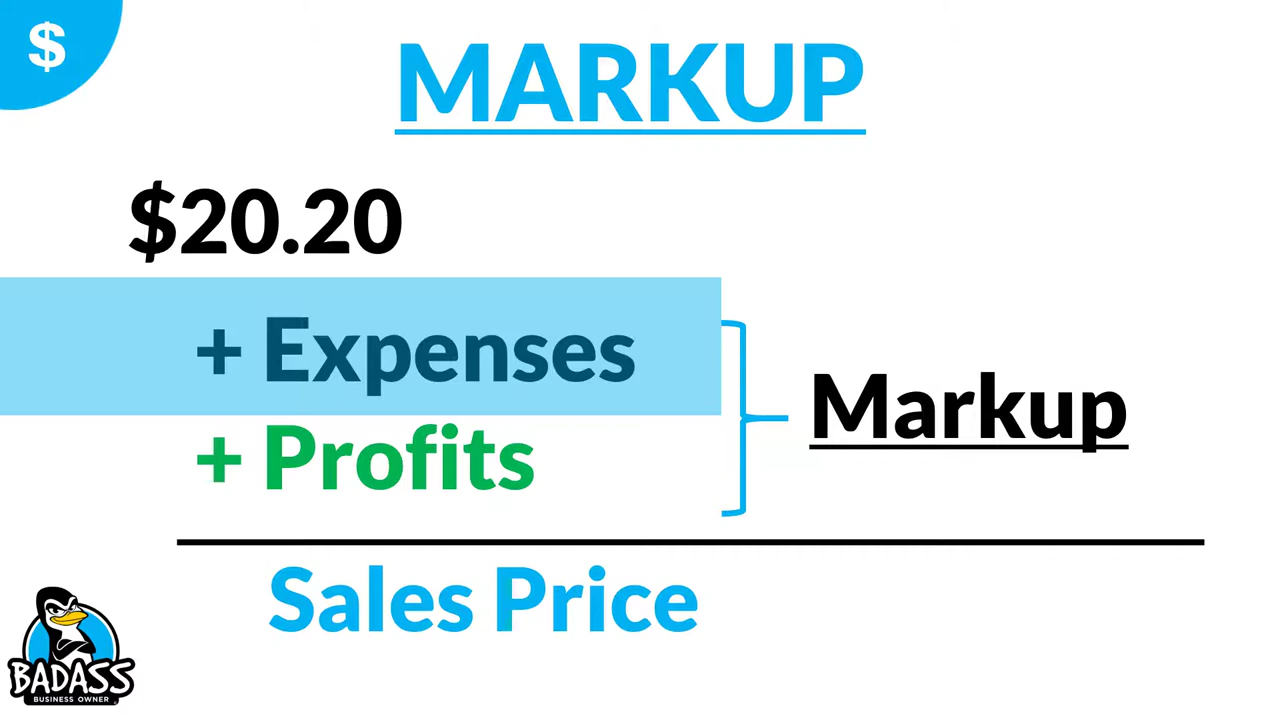 $
MARKUP
$20.20
+ Expenses
+ Profits
Markup
Sales Price
BADASS
BUSINESS OWNER